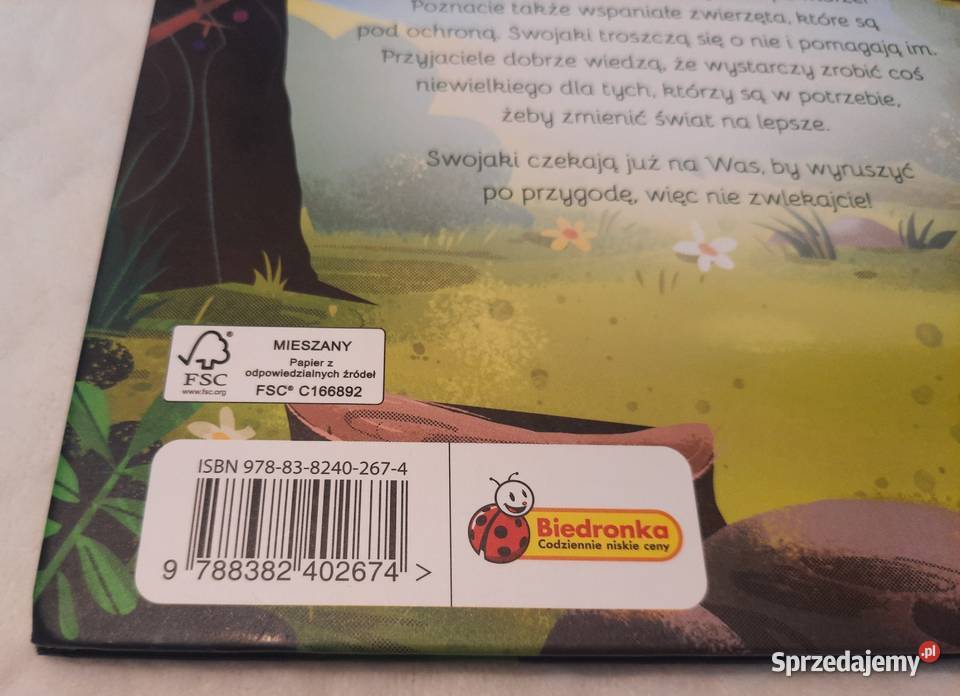 Poznacie także wspaniałe zwierzęta, które są
pod ochroną. Swojaki troszczą się o nie i pomagają im.
Przyjaciele dobrze wiedzą, że wystarczy zrobić coś
niewielkiego dla tych, którzy są w potrzebie,
żeby zmienić świat na lepsze.
Swojaki czekają już na Was, by wyruszyć
po przygodę, więc nie zwlekajcie!
FSC®
www.fsc.org
MIESZANY
Papier z
odpowiedzialnych źródeł
FSC® C166892
ISBN 978-83-8240-267-4
9 788382 402674 >
Biedronka
Codziennie niskie ceny
Sprzedajemy.pl